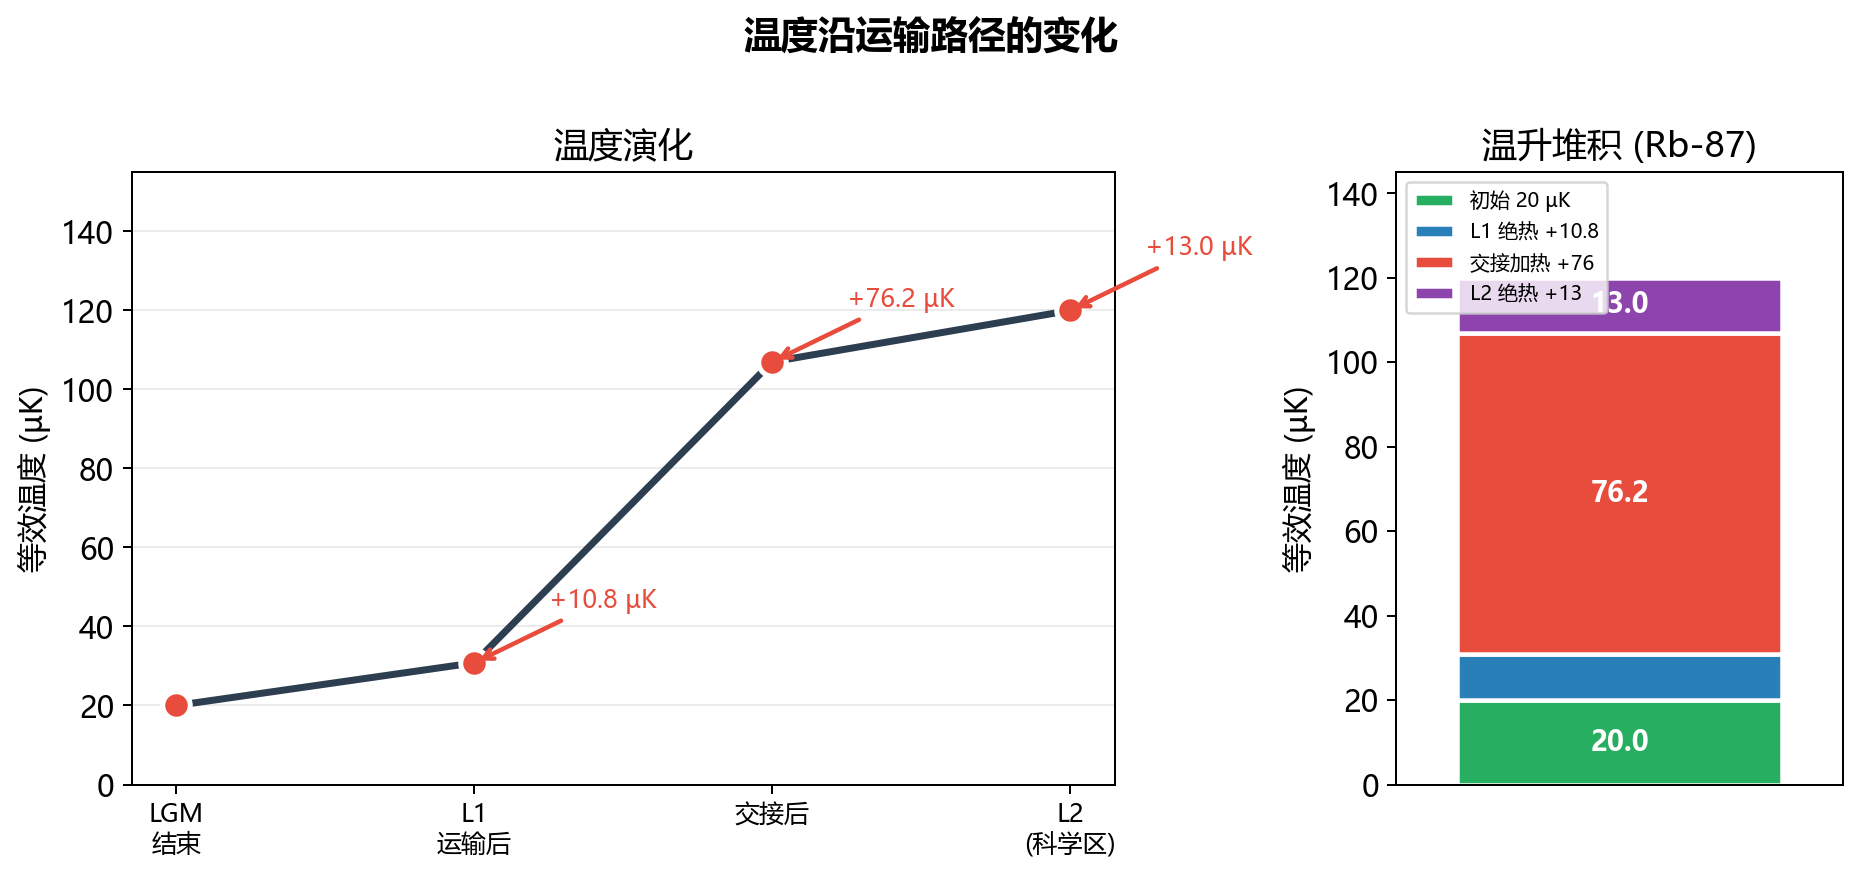 温度沿运输路径的变化
温度演化
等效温度 (μK)
140
120
100
80
60
40
20
0
+10.8 μK
+76.2 μK
+13.0 μK
LGM
结束
L1
运输后
交接后
L2
(科学区)
温升堆积 (Rb-87)
等效温度 (μK)
140
120
100
80
60
40
20
0
初始 20 μK
L1 绝热 +10.8
交接加热 +76
L2 绝热 +13
13.0
76.2
20.0